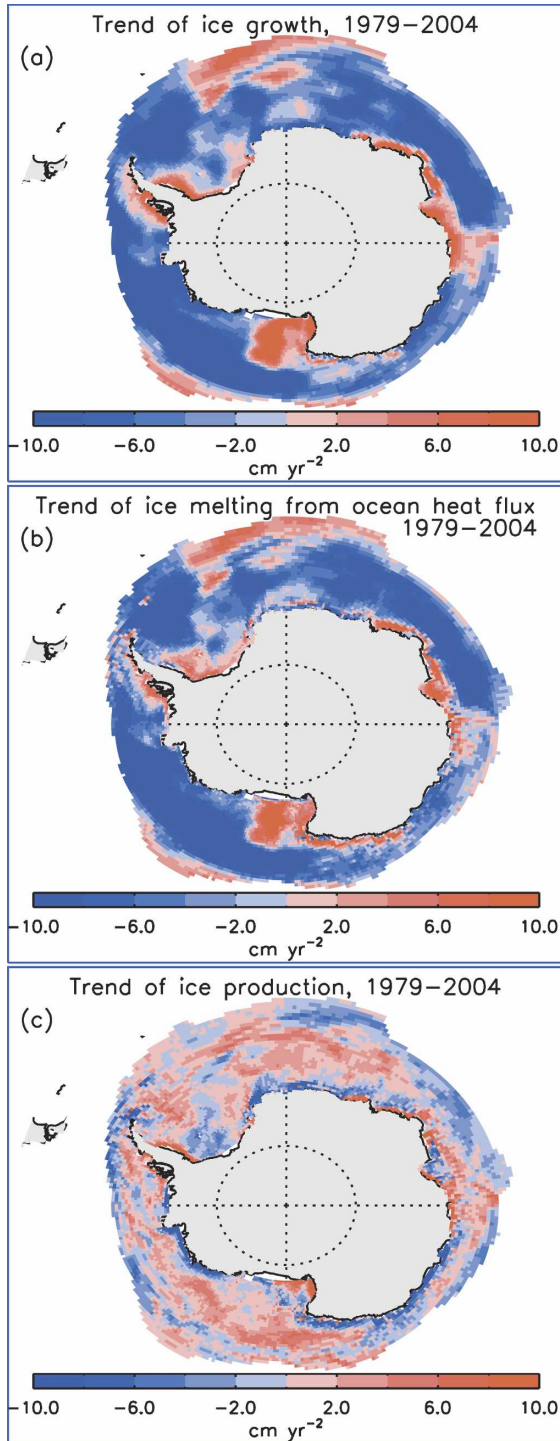 Trend of ice growth, 1979−2004
(a)
−10.0 −6.0 −2.0 2.0 6.0 10.0
cm yr⁻²
Trend of ice melting from ocean heat flux
1979−2004
(b)
−10.0 −6.0 −2.0 2.0 6.0 10.0
cm yr⁻²
Trend of ice production, 1979−2004
(c)
−10.0 −6.0 −2.0 2.0 6.0 10.0
cm yr⁻²